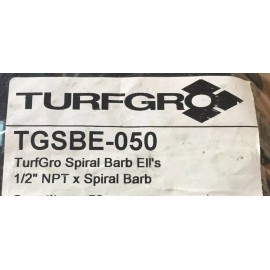 TURFGRO
TGSBE-050
TurfGro Spiral Barb Ell's
1/2" NPT x Spiral Barb